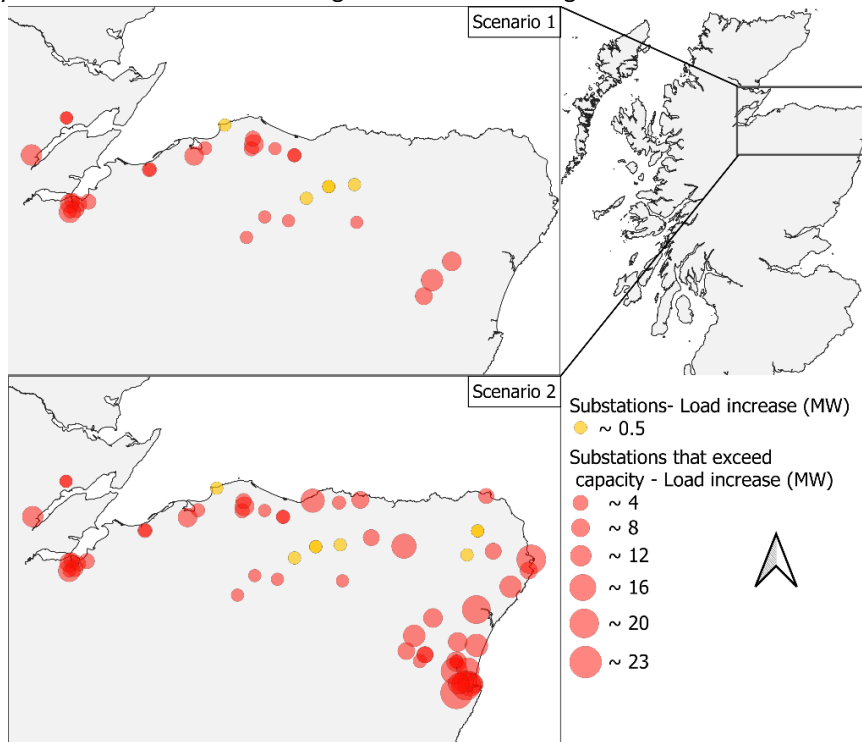 Scenario 1
Scenario 2
Substations- Load increase (MW)
~ 0.5
Substations that exceed
capacity - Load increase (MW)
~ 4
~ 8
~ 12
~ 16
~ 20
~ 23